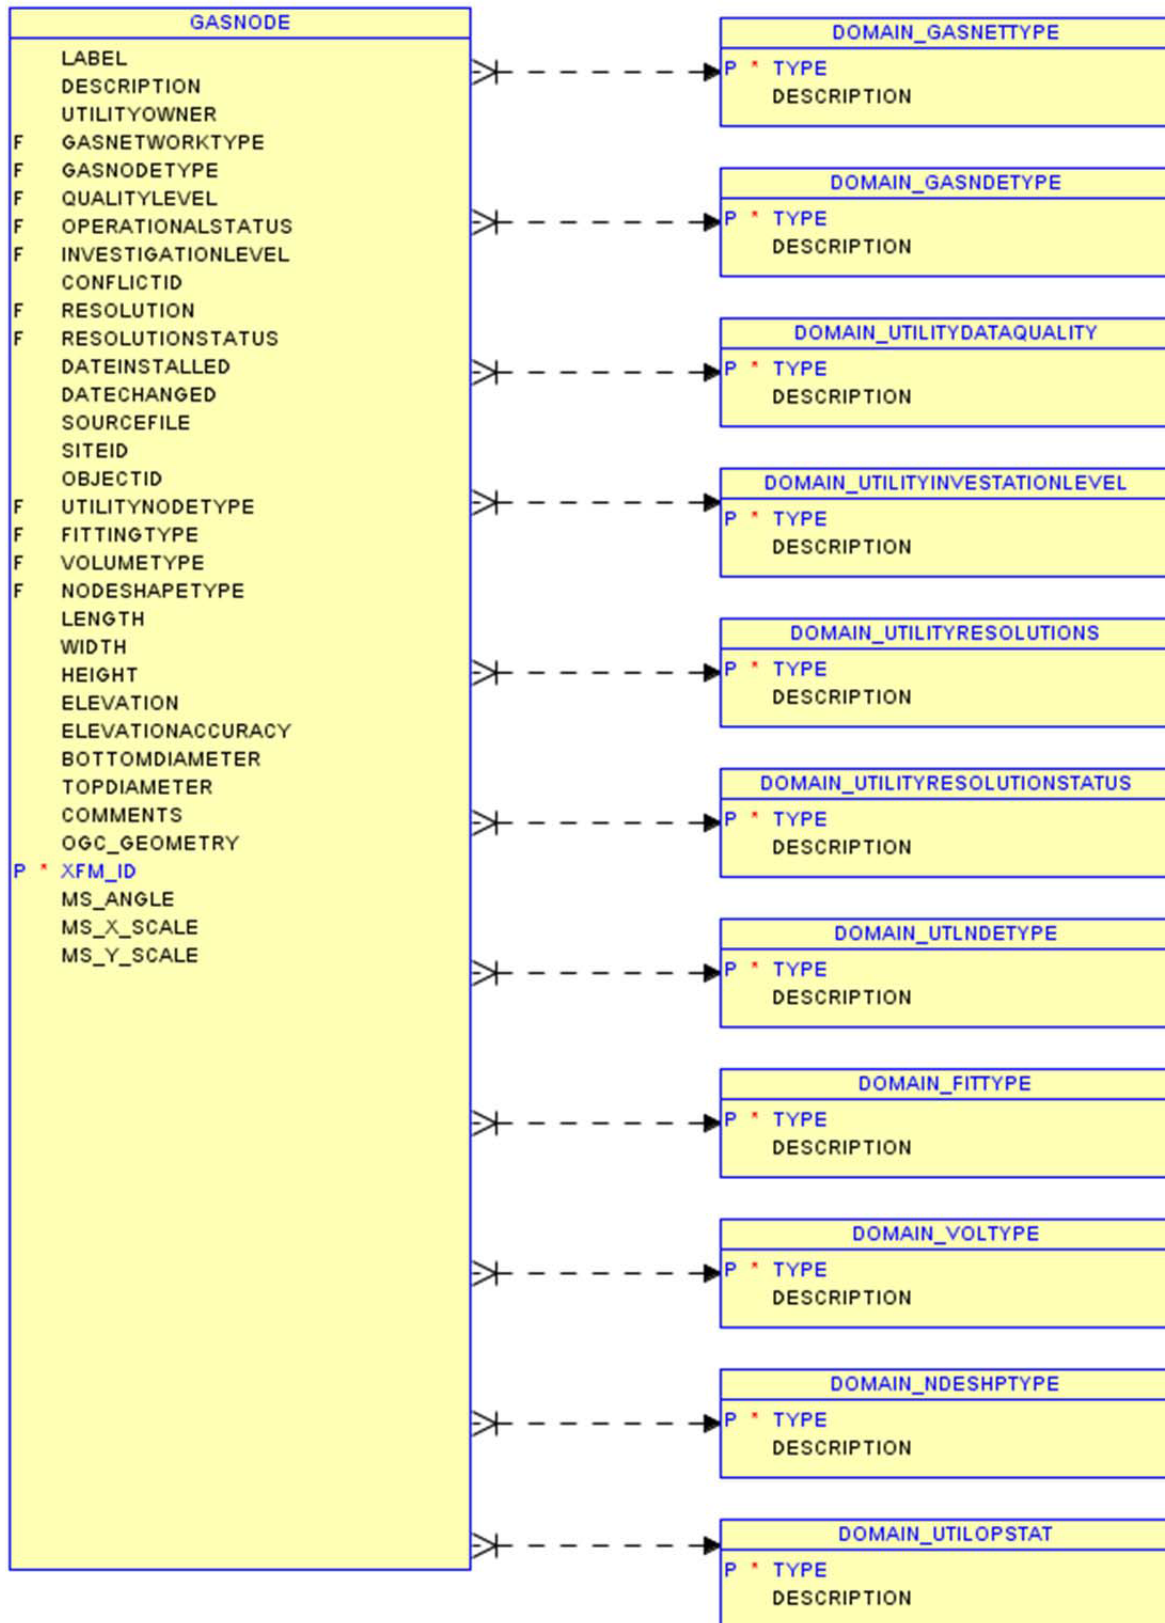 GASNODE
LABEL
DESCRIPTION
UTILITYOWNER
F GASNETWORKTYPE
F GASNODETYPE
F QUALITYLEVEL
F OPERATIONALSTATUS
F INVESTIGATIONLEVEL
CONFLICTID
F RESOLUTION
F RESOLUTIONSTATUS
DATEINSTALLED
DATECHANGED
SOURCEFILE
SITEID
OBJECTID
F UTILITYNODETYPE
F FITTINGTYPE
F VOLUMETYPE
F NODESHAPETYPE
LENGTH
WIDTH
HEIGHT
ELEVATION
ELEVATIONACCURACY
BOTTOMDIAMETER
TOPDIAMETER
COMMENTS
OGC_GEOMETRY
P * XFM_ID
MS_ANGLE
MS_X_SCALE
MS_Y_SCALE
DOMAIN_GASNETTYPE
P * TYPE
DESCRIPTION
DOMAIN_GASNDETYPE
P * TYPE
DESCRIPTION
DOMAIN_UTILITYDATAQUALITY
P * TYPE
DESCRIPTION
DOMAIN_UTILITYINVESTATIONLEVEL
P * TYPE
DESCRIPTION
DOMAIN_UTILITYRESOLUTIONS
P * TYPE
DESCRIPTION
DOMAIN_UTILITYRESOLUTIONSTATUS
P * TYPE
DESCRIPTION
DOMAIN_UTLNDETYPE
P * TYPE
DESCRIPTION
DOMAIN_FITTYPE
P * TYPE
DESCRIPTION
DOMAIN_VOLTYPE
P * TYPE
DESCRIPTION
DOMAIN_NDESHPTYPE
P * TYPE
DESCRIPTION
DOMAIN_UTILOPSTAT
P * TYPE
DESCRIPTION